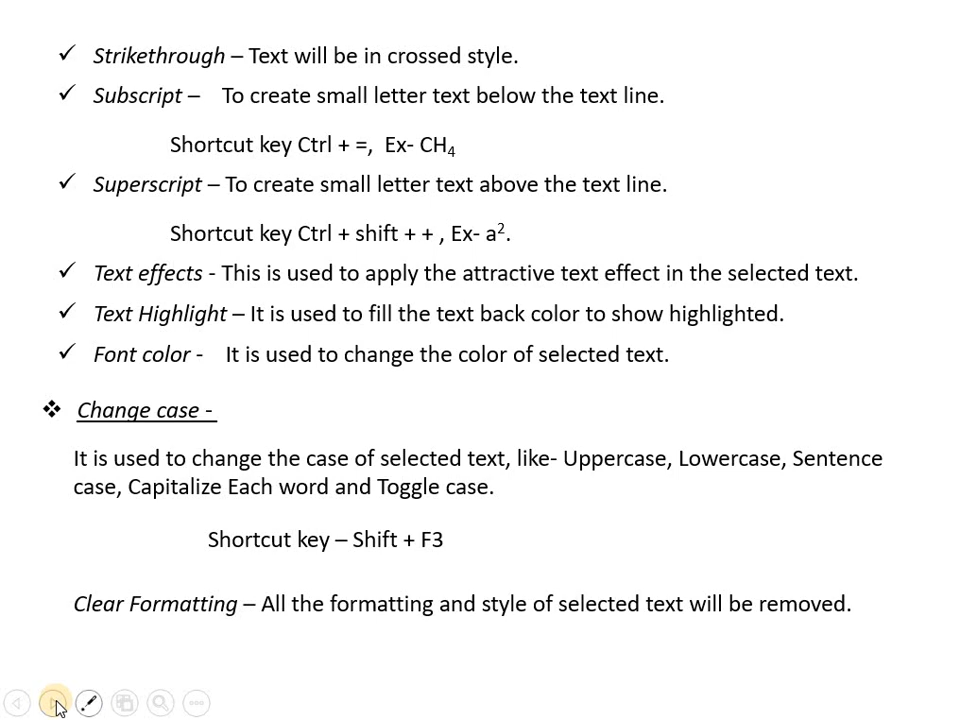 ✓ Strikethrough – Text will be in crossed style.
✓ Subscript – To create small letter text below the text line.
Shortcut key Ctrl + =, Ex- CH₄
✓ Superscript – To create small letter text above the text line.
Shortcut key Ctrl + shift + + , Ex- a².
✓ Text effects - This is used to apply the attractive text effect in the selected text.
✓ Text Highlight – It is used to fill the text back color to show highlighted.
✓ Font color - It is used to change the color of selected text.
❖ Change case -
It is used to change the case of selected text, like- Uppercase, Lowercase, Sentence
case, Capitalize Each word and Toggle case.
Shortcut key – Shift + F3
Clear Formatting – All the formatting and style of selected text will be removed.